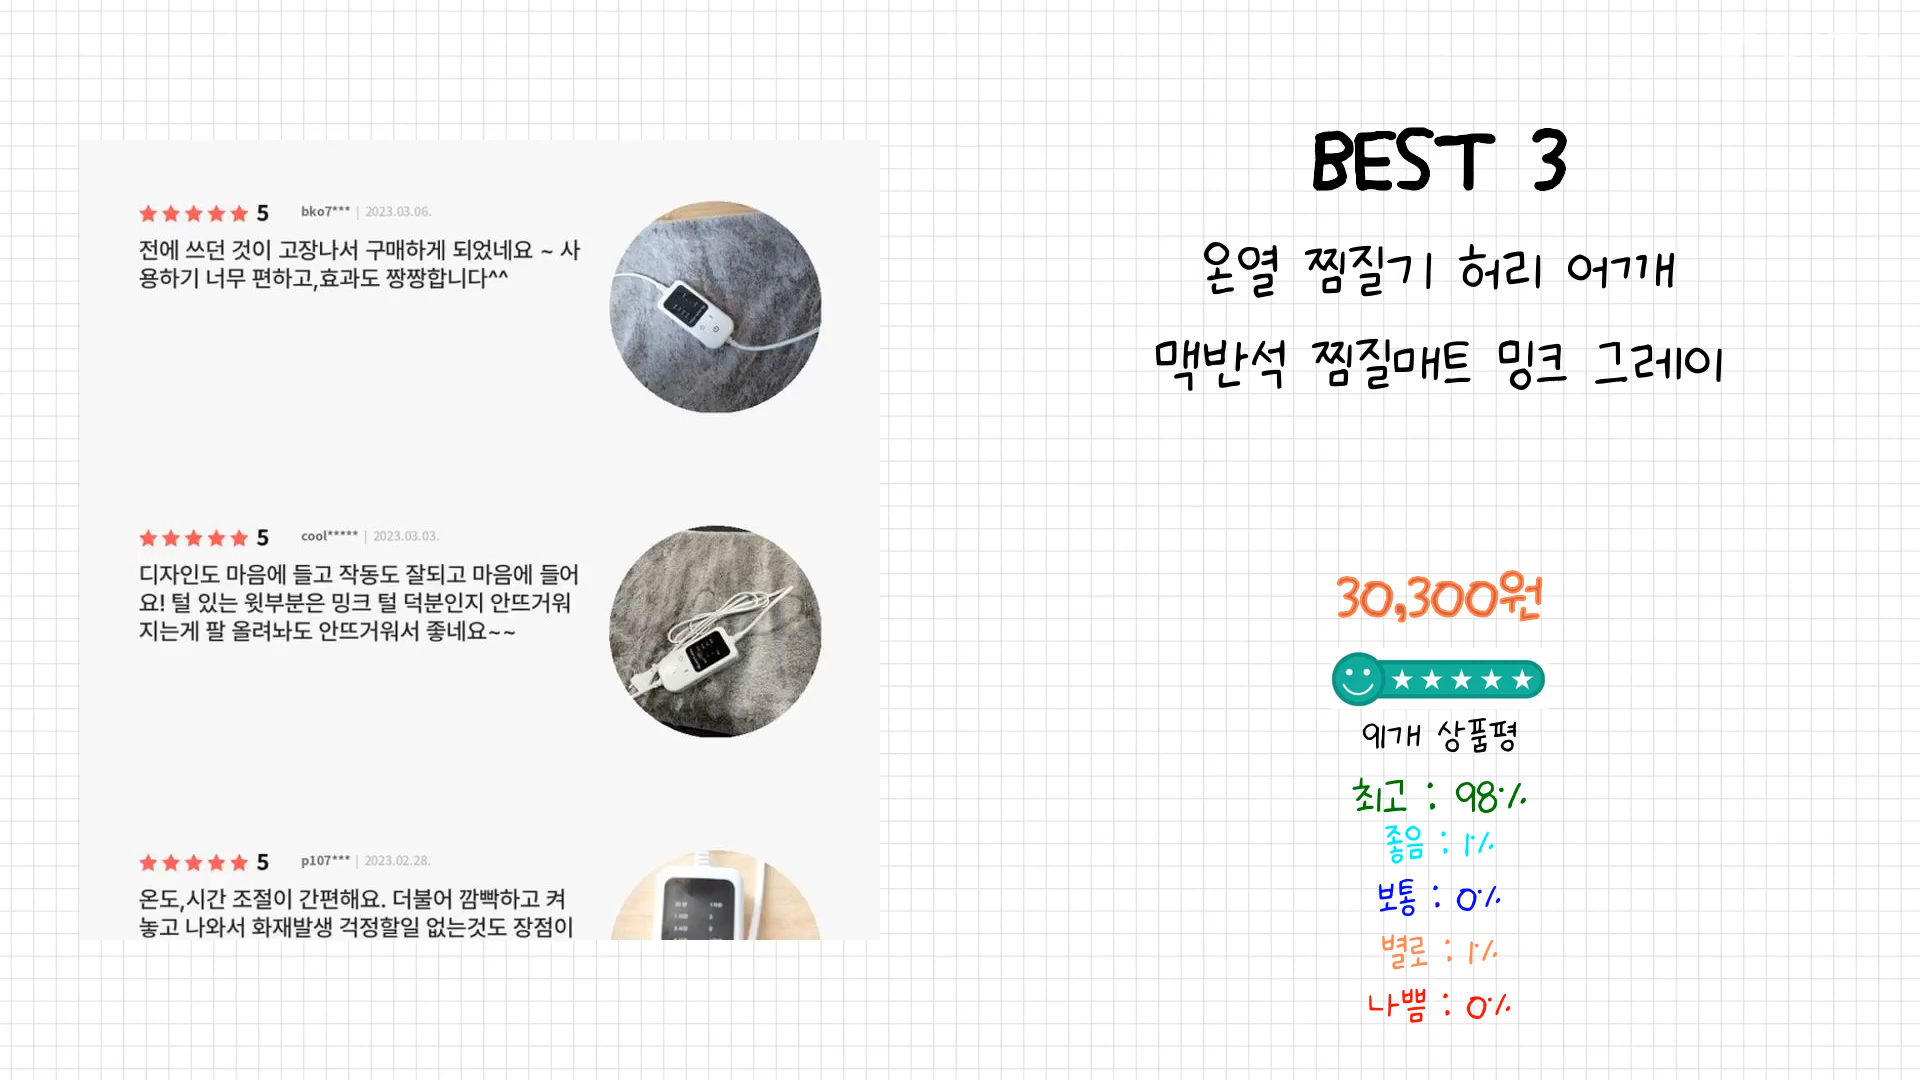 5 bko7*** | 2023.03.06.
전에 쓰던 것이 고장나서 구매하게 되었네요 ~ 사
용하기 너무 편하고,효과도 짱짱합니다^^
5 cool***** | 2023.03.03.
디자인도 마음에 들고 작동도 잘되고 마음에 들어
요! 털 있는 윗부분은 밍크 털 덕분인지 안뜨거워
지는게 팔 올려놔도 안뜨거워서 좋네요~~
5 p107*** | 2023.02.28.
온도,시간 조절이 간편해요. 더불어 깜빡하고 켜
놓고 나와서 화재발생 걱정할일 없는것도 장점이
BEST 3
온열 찜질기 허리 어깨
맥반석 찜질매트 밍크 그레이
30,300원
91개 상품평
최고 : 98%
좋음 : 1%
보통 : 0%
별로 : 1%
나쁨 : 0%